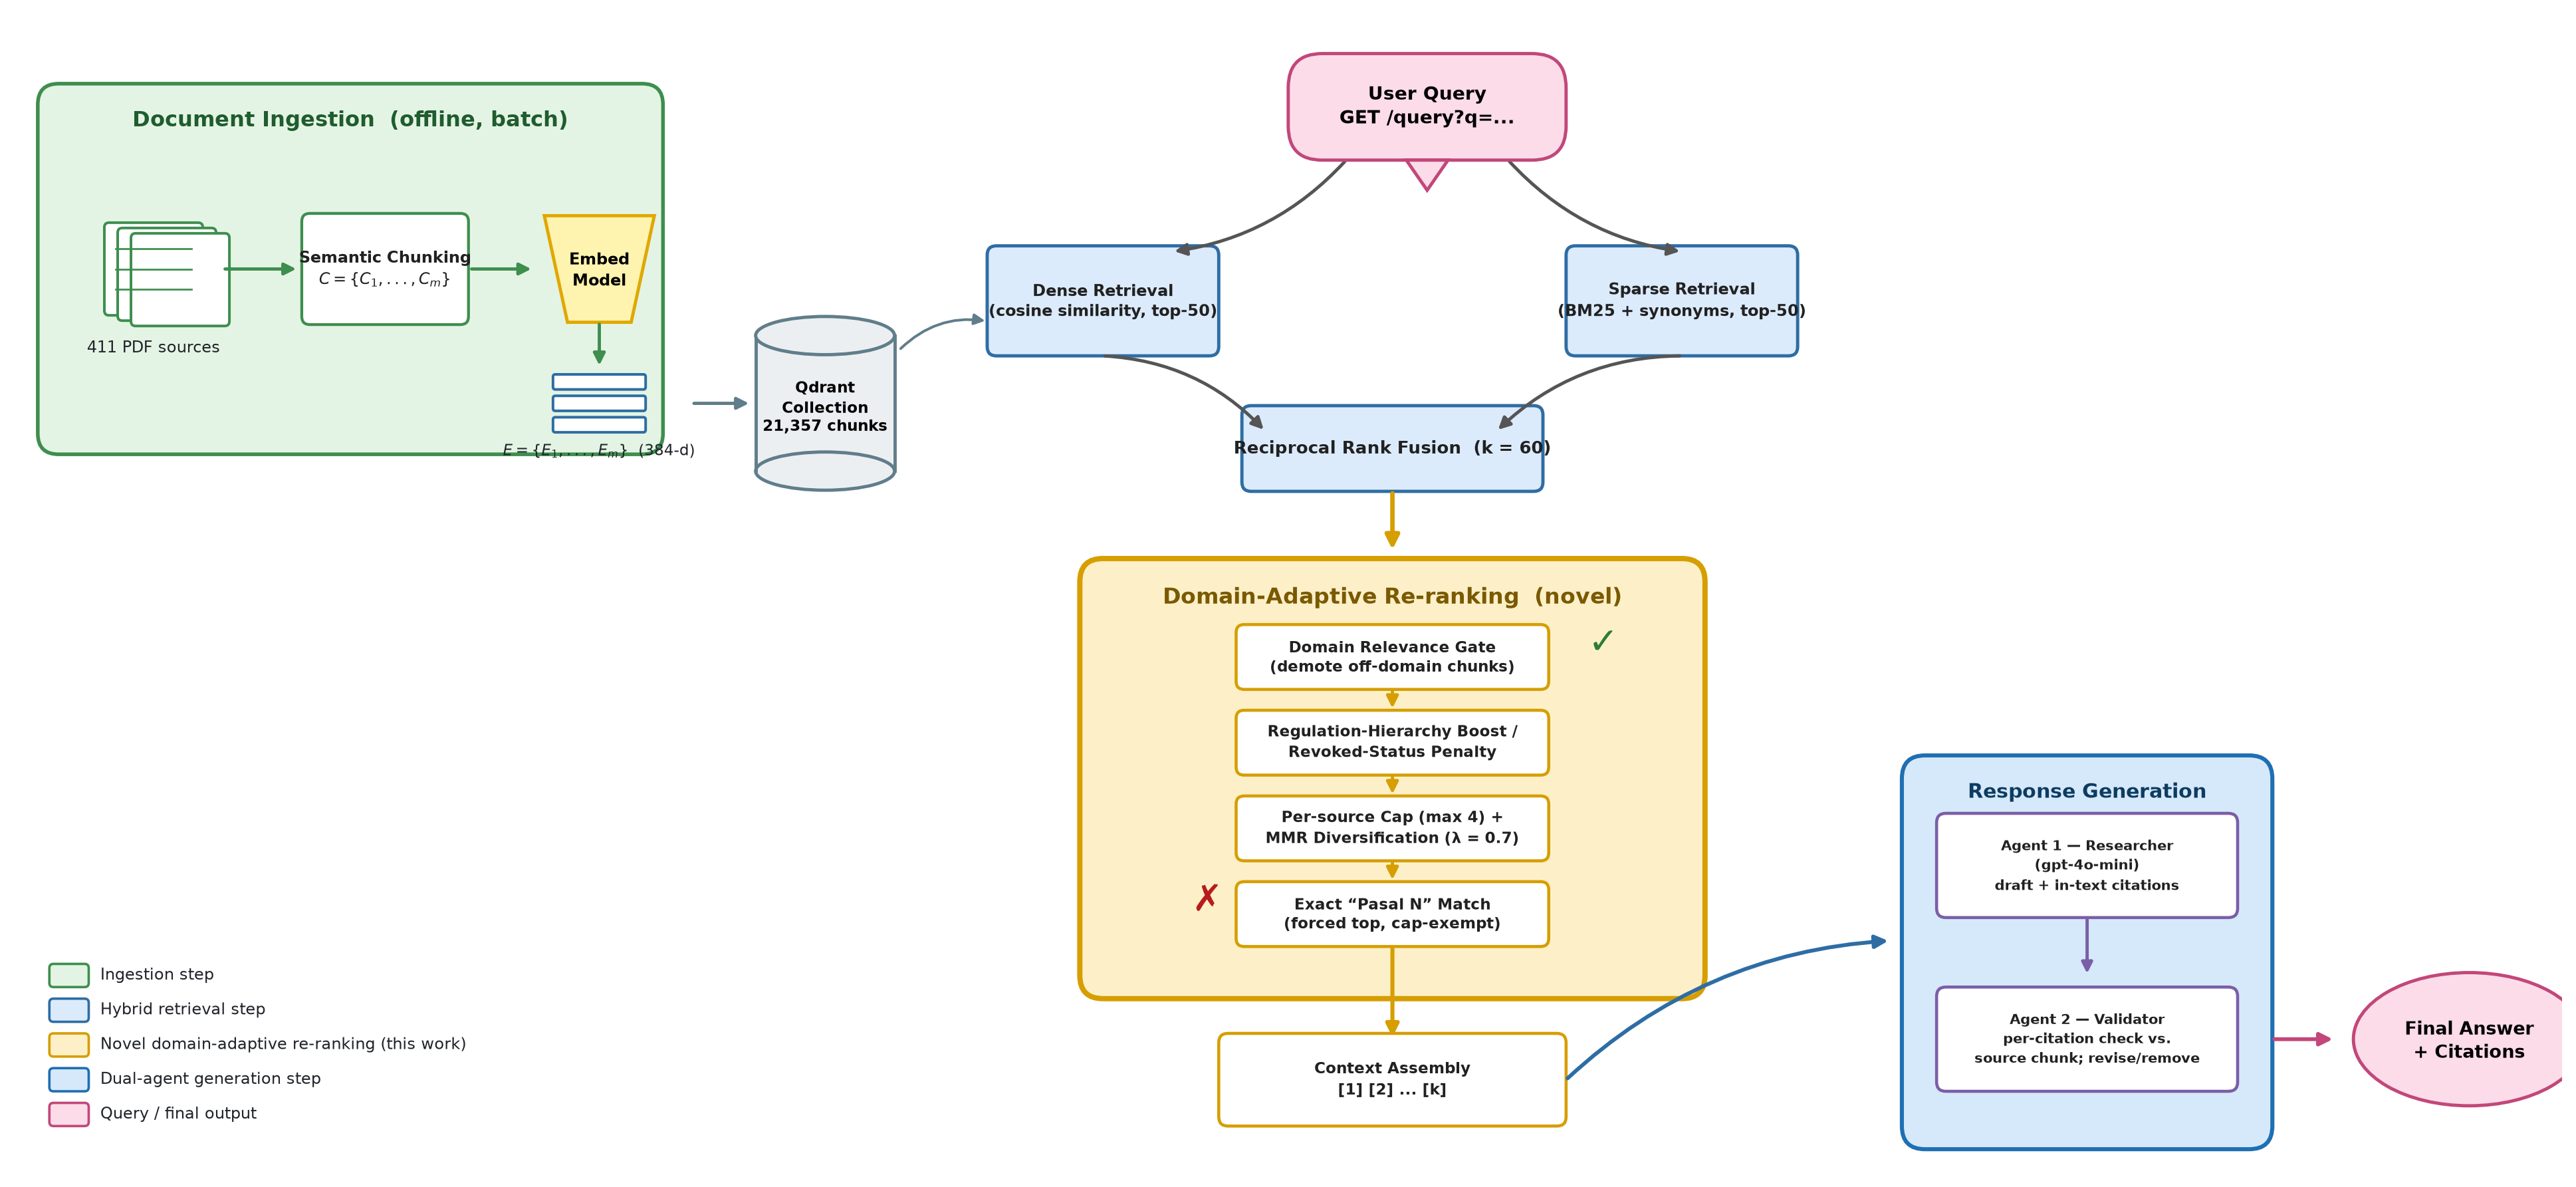 User Query
GET /query?q=...
Document Ingestion  (offline, batch)
Semantic Chunking
C = {C₁, . . . , Cₘ}
Embed
Model
411 PDF sources
E = {E₁, . . . , Eₘ}  (384-d)
Qdrant
Collection
21,357 chunks
Dense Retrieval
(cosine similarity, top-50)
Sparse Retrieval
(BM25 + synonyms, top-50)
Reciprocal Rank Fusion  (k = 60)
Domain-Adaptive Re-ranking  (novel)
Domain Relevance Gate
(demote off-domain chunks)
✓
Regulation-Hierarchy Boost /
Revoked-Status Penalty
Per-source Cap (max 4) +
MMR Diversification (λ = 0.7)
✗
Exact “Pasal N” Match
(forced top, cap-exempt)
Context Assembly
[1] [2] ... [k]
Response Generation
Agent 1 — Researcher
(gpt-4o-mini)
draft + in-text citations
Agent 2 — Validator
per-citation check vs.
source chunk; revise/remove
Final Answer
+ Citations
Ingestion step
Hybrid retrieval step
Novel domain-adaptive re-ranking (this work)
Dual-agent generation step
Query / final output